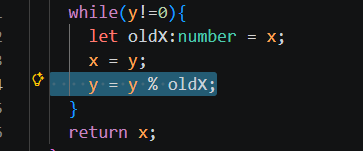 while(y!=0){
let oldX:number = x;
x = y;
y = y % oldX;
}
return x;